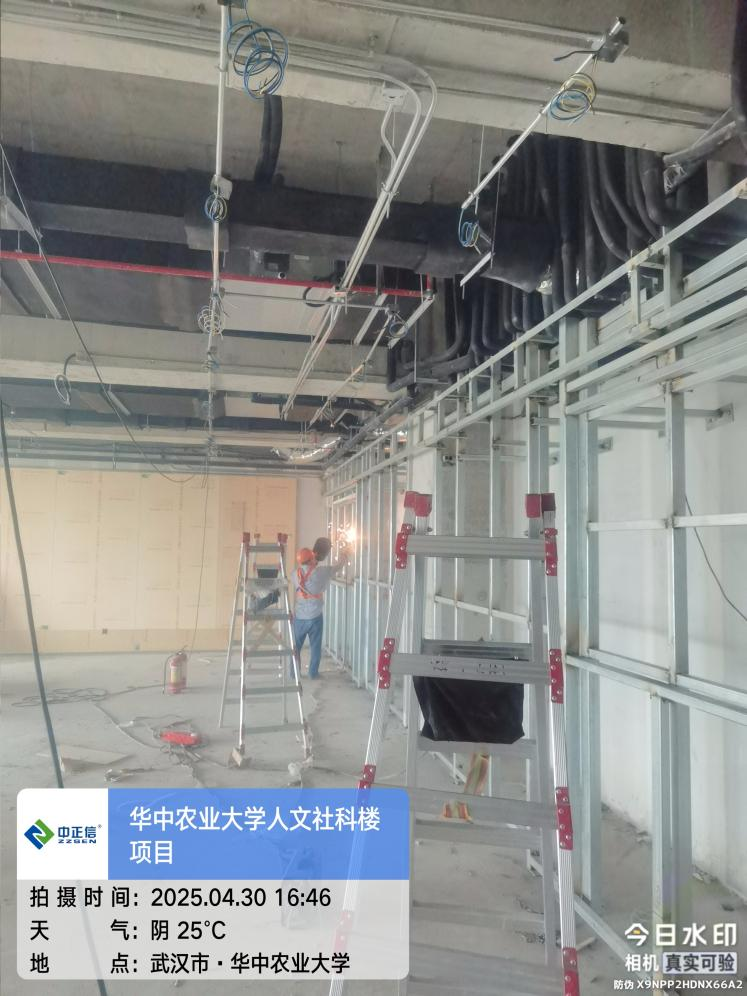 中正信®
ZZSEN
华中农业大学人文社科楼
项目
拍摄时间：2025.04.30 16:46
天气：阴 25°C
地点：武汉市·华中农业大学
今日水印
相机 真实可验
防伪 X9NPP2HDNX66A2